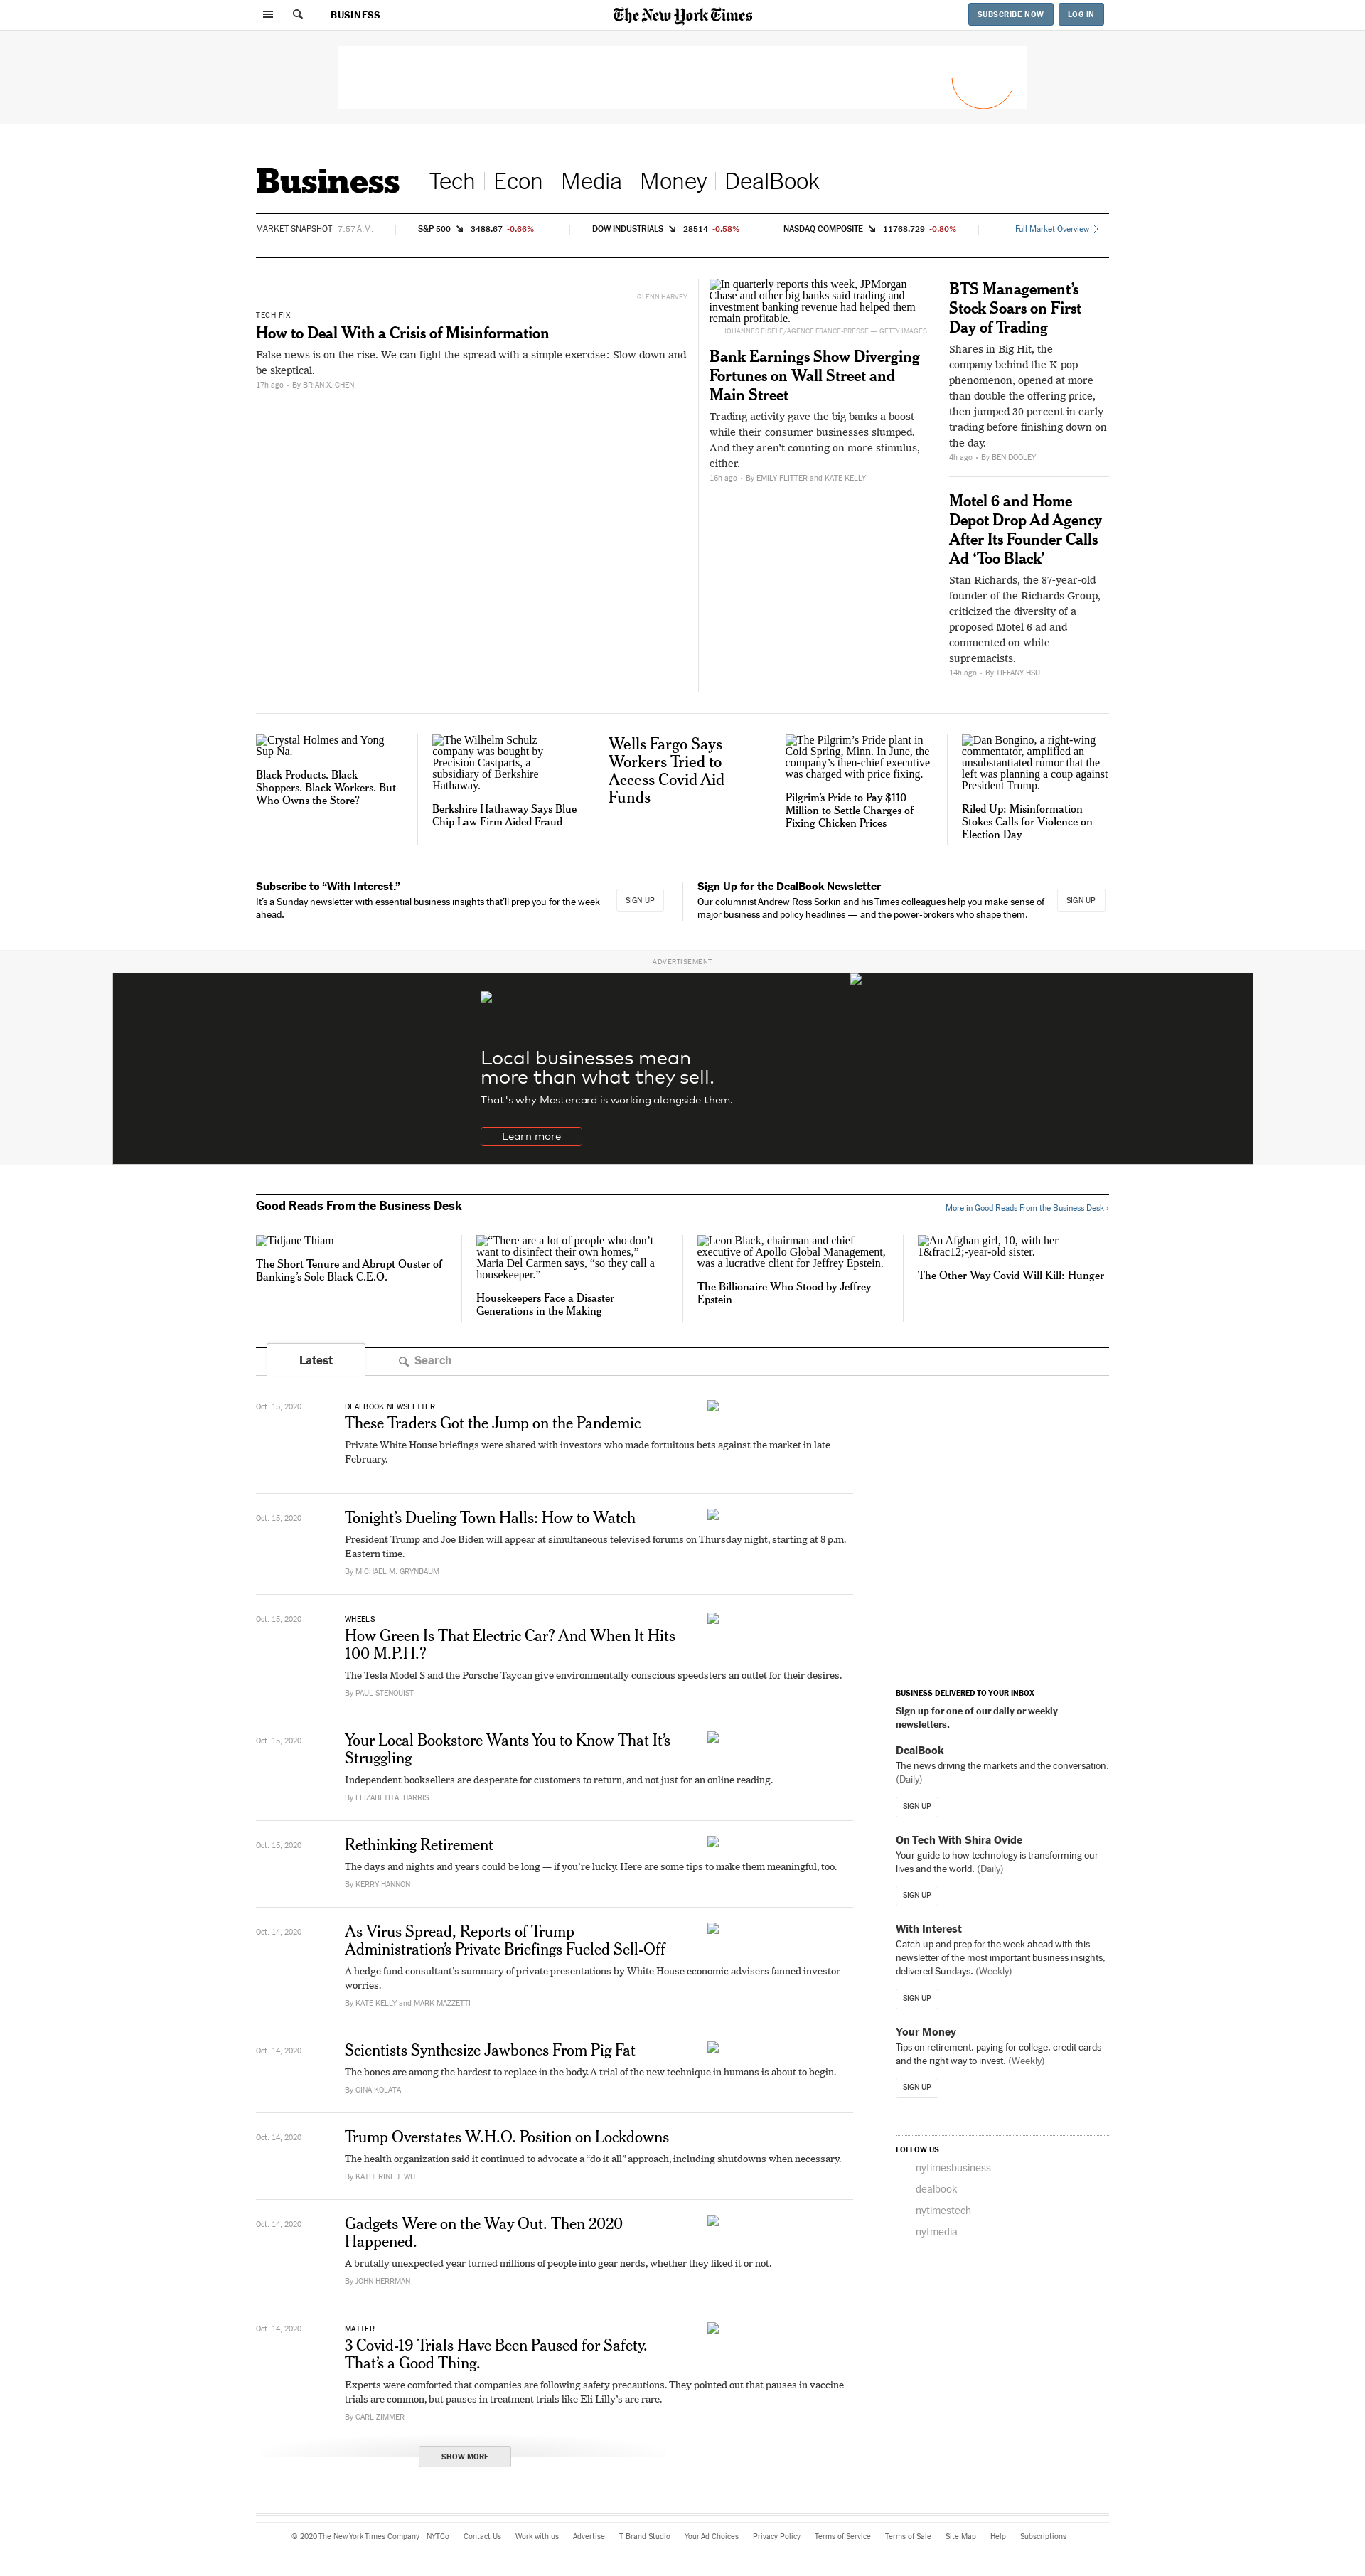 BUSINESS
The New York Times
SUBSCRIBE NOW
LOG IN
Business
Tech
Econ
Media
Money
DealBook
MARKET SNAPSHOT 7:57 A.M.
S&P 500 3488.67 -0.66%
DOW INDUSTRIALS 28514 -0.58%
NASDAQ COMPOSITE 11768.729 -0.80%
Full Market Overview
GLENN HARVEY
TECH FIX
How to Deal With a Crisis of Misinformation
False news is on the rise. We can fight the spread with a simple exercise: Slow down and
be skeptical.
17h ago • By BRIAN X. CHEN
In quarterly reports this week, JPMorgan
Chase and other big banks said trading and
investment banking revenue had helped them
remain profitable.
JOHANNES EISELE/AGENCE FRANCE-PRESSE — GETTY IMAGES
Bank Earnings Show Diverging
Fortunes on Wall Street and
Main Street
Trading activity gave the big banks a boost
while their consumer businesses slumped.
And they aren’t counting on more stimulus,
either.
16h ago • By EMILY FLITTER and KATE KELLY
BTS Management’s
Stock Soars on First
Day of Trading
Shares in Big Hit, the
company behind the K-pop
phenomenon, opened at more
than double the offering price,
then jumped 30 percent in early
trading before finishing down on
the day.
4h ago • By BEN DOOLEY
Motel 6 and Home
Depot Drop Ad Agency
After Its Founder Calls
Ad ‘Too Black’
Stan Richards, the 87-year-old
founder of the Richards Group,
criticized the diversity of a
proposed Motel 6 ad and
commented on white
supremacists.
14h ago • By TIFFANY HSU
Crystal Holmes and Yong
Sup Na.
Black Products. Black
Shoppers. Black Workers. But
Who Owns the Store?
The Wilhelm Schulz
company was bought by
Precision Castparts, a
subsidiary of Berkshire
Hathaway.
Berkshire Hathaway Says Blue
Chip Law Firm Aided Fraud
Wells Fargo Says
Workers Tried to
Access Covid Aid
Funds
The Pilgrim’s Pride plant in
Cold Spring, Minn. In June, the
company’s then-chief executive
was charged with price fixing.
Pilgrim’s Pride to Pay $110
Million to Settle Charges of
Fixing Chicken Prices
Dan Bongino, a right-wing
commentator, amplified an
unsubstantiated rumor that the
left was planning a coup against
President Trump.
Riled Up: Misinformation
Stokes Calls for Violence on
Election Day
Subscribe to “With Interest.”
It’s a Sunday newsletter with essential business insights that’ll prep you for the week
ahead.
SIGN UP
Sign Up for the DealBook Newsletter
Our columnist Andrew Ross Sorkin and his Times colleagues help you make sense of
major business and policy headlines — and the power-brokers who shape them.
SIGN UP
ADVERTISEMENT
Local businesses mean
more than what they sell.
That's why Mastercard is working alongside them.
Learn more
Good Reads From the Business Desk
More in Good Reads From the Business Desk ›
Tidjane Thiam
The Short Tenure and Abrupt Ouster of
Banking’s Sole Black C.E.O.
“There are a lot of people who don’t
want to disinfect their own homes,”
Maria Del Carmen says, “so they call a
housekeeper.”
Housekeepers Face a Disaster
Generations in the Making
Leon Black, chairman and chief
executive of Apollo Global Management,
was a lucrative client for Jeffrey Epstein.
The Billionaire Who Stood by Jeffrey
Epstein
An Afghan girl, 10, with her
1&frac12;-year-old sister.
The Other Way Covid Will Kill: Hunger
Latest
Search
Oct. 15, 2020
DEALBOOK NEWSLETTER
These Traders Got the Jump on the Pandemic
Private White House briefings were shared with investors who made fortuitous bets against the market in late
February.
Oct. 15, 2020
Tonight’s Dueling Town Halls: How to Watch
President Trump and Joe Biden will appear at simultaneous televised forums on Thursday night, starting at 8 p.m.
Eastern time.
By MICHAEL M. GRYNBAUM
Oct. 15, 2020
WHEELS
How Green Is That Electric Car? And When It Hits
100 M.P.H.?
The Tesla Model S and the Porsche Taycan give environmentally conscious speedsters an outlet for their desires.
By PAUL STENQUIST
Oct. 15, 2020
Your Local Bookstore Wants You to Know That It’s
Struggling
Independent booksellers are desperate for customers to return, and not just for an online reading.
By ELIZABETH A. HARRIS
Oct. 15, 2020
Rethinking Retirement
The days and nights and years could be long — if you’re lucky. Here are some tips to make them meaningful, too.
By KERRY HANNON
Oct. 14, 2020
As Virus Spread, Reports of Trump
Administration’s Private Briefings Fueled Sell-Off
A hedge fund consultant’s summary of private presentations by White House economic advisers fanned investor
worries.
By KATE KELLY and MARK MAZZETTI
Oct. 14, 2020
Scientists Synthesize Jawbones From Pig Fat
The bones are among the hardest to replace in the body. A trial of the new technique in humans is about to begin.
By GINA KOLATA
Oct. 14, 2020
Trump Overstates W.H.O. Position on Lockdowns
The health organization said it continued to advocate a “do it all” approach, including shutdowns when necessary.
By KATHERINE J. WU
Oct. 14, 2020
Gadgets Were on the Way Out. Then 2020
Happened.
A brutally unexpected year turned millions of people into gear nerds, whether they liked it or not.
By JOHN HERRMAN
Oct. 14, 2020
MATTER
3 Covid-19 Trials Have Been Paused for Safety.
That’s a Good Thing.
Experts were comforted that companies are following safety precautions. They pointed out that pauses in vaccine
trials are common, but pauses in treatment trials like Eli Lilly’s are rare.
By CARL ZIMMER
SHOW MORE
BUSINESS DELIVERED TO YOUR INBOX
Sign up for one of our daily or weekly
newsletters.
DealBook
The news driving the markets and the conversation.
(Daily)
SIGN UP
On Tech With Shira Ovide
Your guide to how technology is transforming our
lives and the world. (Daily)
SIGN UP
With Interest
Catch up and prep for the week ahead with this
newsletter of the most important business insights,
delivered Sundays. (Weekly)
SIGN UP
Your Money
Tips on retirement, paying for college, credit cards
and the right way to invest. (Weekly)
SIGN UP
FOLLOW US
nytimesbusiness
dealbook
nytimestech
nytmedia
© 2020 The New York Times Company NYTCo Contact Us Work with us Advertise T Brand Studio Your Ad Choices Privacy Policy Terms of Service Terms of Sale Site Map Help Subscriptions